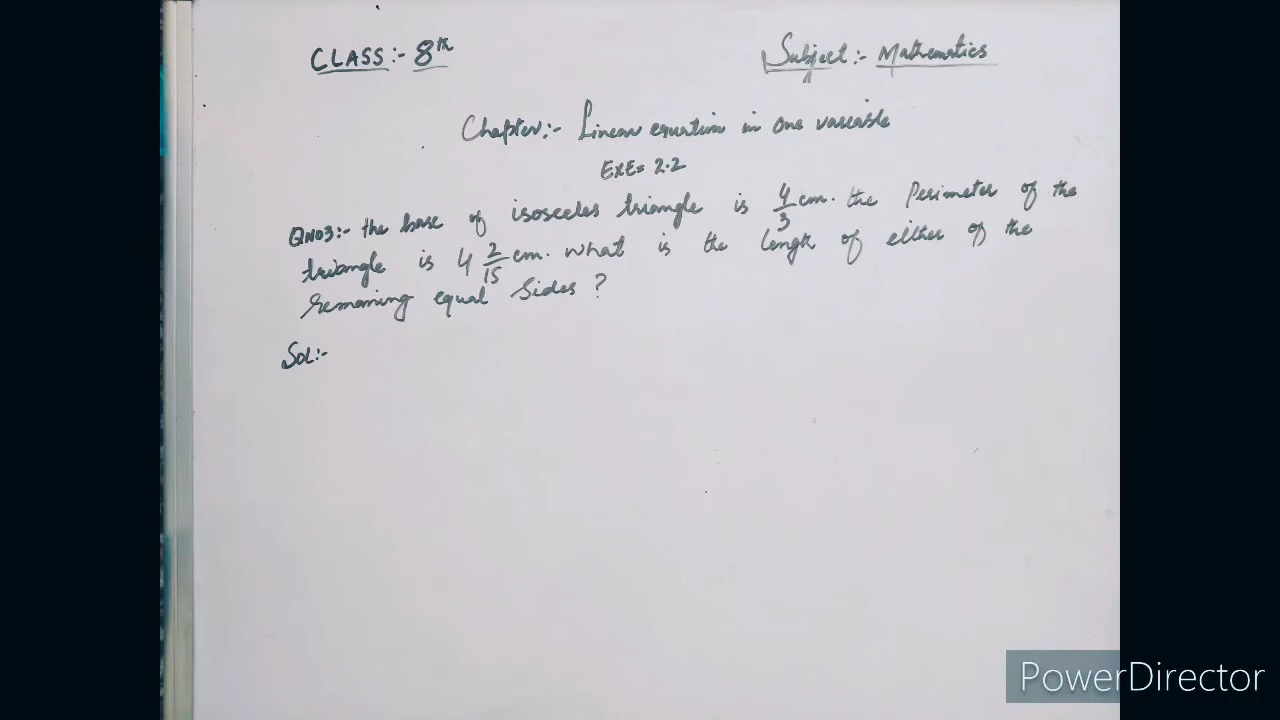 CLASS:- 8th
Subject:- Mathematics
Chapter:- Linear equation in one variable
EXE= 2.2
QNO3:- the base of isosceles triangle is 4/3 cm. the Perimeter of the
triangle is 4 2/15 cm. what is the length of either of the
remaining equal sides ?
SOL:-
PowerDirector